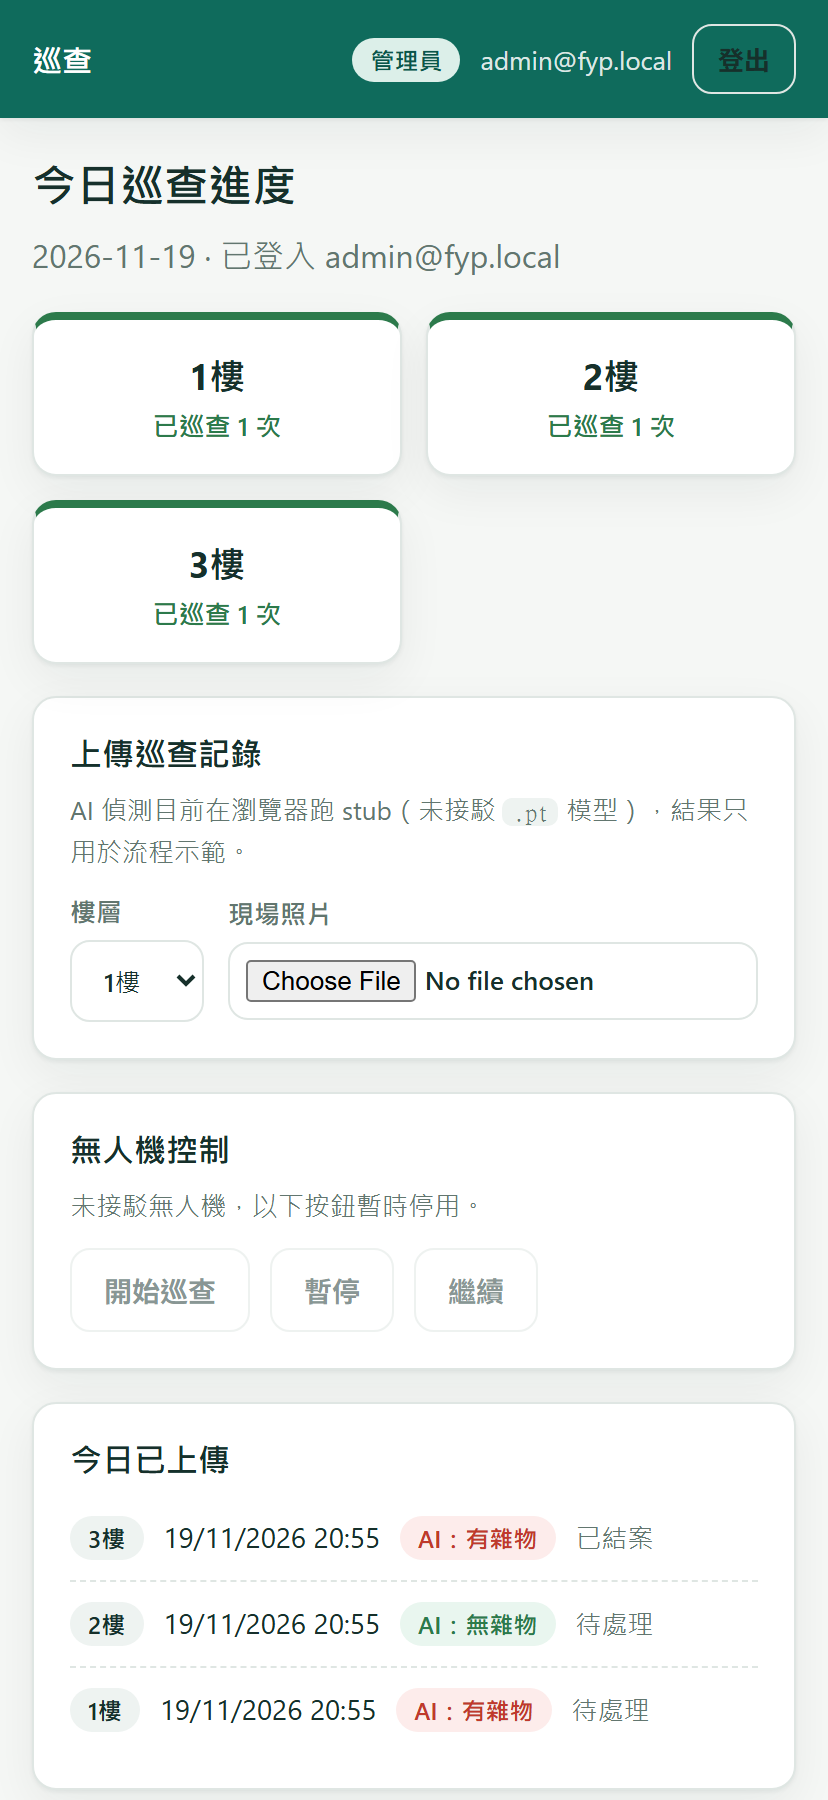 巡查 管理員 admin@fyp.local 登出
今日巡查進度
2026-11-19 · 已登入 admin@fyp.local
1樓 2樓
已巡查 1 次 已巡查 1 次
3樓
已巡查 1 次
上傳巡查記錄
AI 偵測目前在瀏覽器跑 stub（未接駁 .pt 模型），結果只
用於流程示範。
樓層 現場照片
1樓 Choose File No file chosen
無人機控制
未接駁無人機，以下按鈕暫時停用。
開始巡查 暫停 繼續
今日已上傳
3樓 19/11/2026 20:55 AI：有雜物 已結案
2樓 19/11/2026 20:55 AI：無雜物 待處理
1樓 19/11/2026 20:55 AI：有雜物 待處理